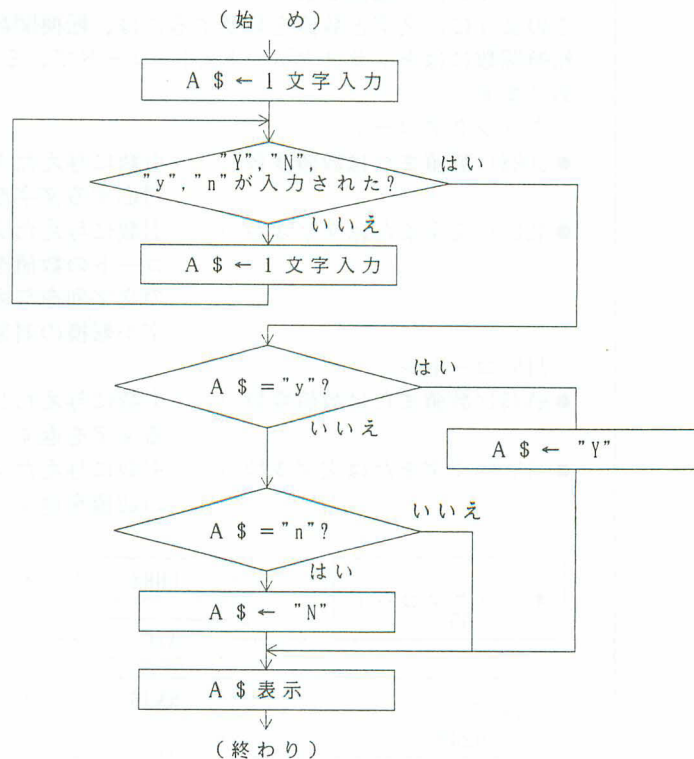 (始 め)
A $ ← 1 文字入力
"Y","N",
"y","n"が入力された?
はい
いいえ
A $ ← 1 文字入力
A $ ="y"?
はい
いいえ
A $ ← "Y"
A $ ="n"?
いいえ
はい
A $ ← "N"
A $ 表示
(終わり)